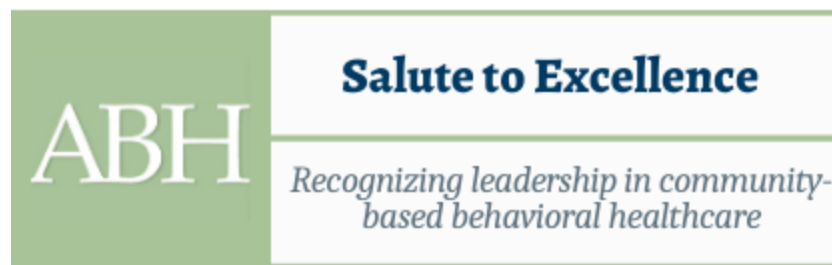 ABH
Salute to Excellence
Recognizing leadership in community-
based behavioral healthcare